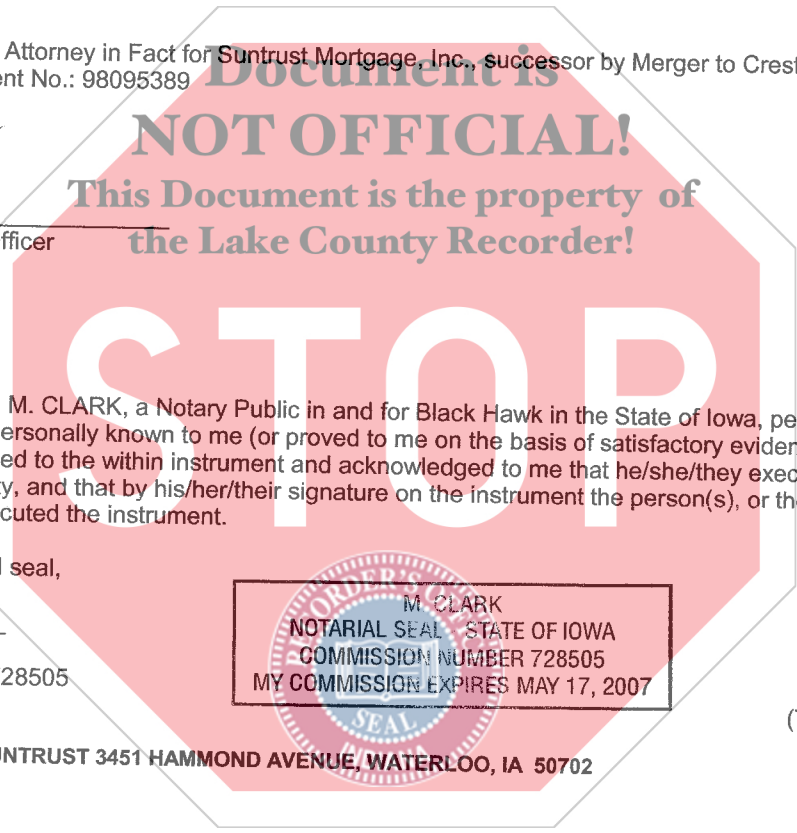 Attorney in Fact for Suntrust Mortgage, Inc., successor by Merger to Crest
ent No.: 98095389
Document is
NOT OFFICIAL!
This Document is the property of
the Lake County Recorder!
fficer
STOP
M. CLARK, a Notary Public in and for Black Hawk in the State of Iowa, pe
ersonally known to me (or proved to me on the basis of satisfactory eviden
ed to the within instrument and acknowledged to me that he/she/they exec
y, and that by his/her/their signature on the instrument the person(s), or th
cuted the instrument.
l seal,
M. CLARK
NOTARIAL SEAL STATE OF IOWA
COMMISSION NUMBER 728505
MY COMMISSION EXPIRES MAY 17, 2007
28505
RECORDER'S OFFICE
SEAL
INDIANA
NTRUST 3451 HAMMOND AVENUE, WATERLOO, IA 50702